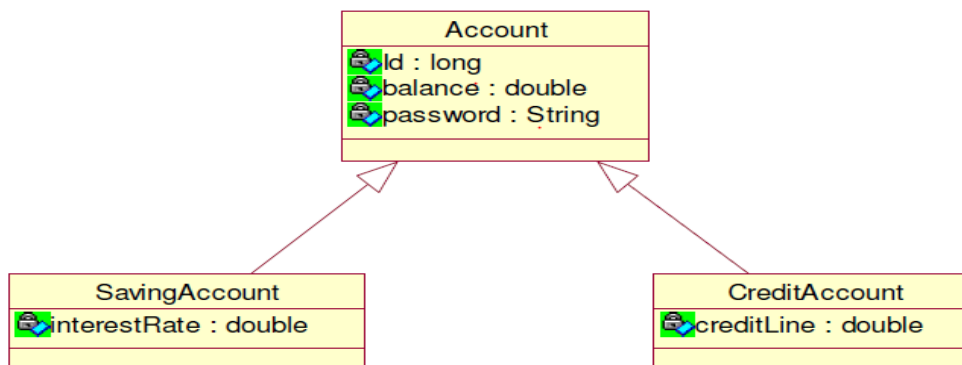 Account
Id : long
balance : double
password : String
SavingAccount
interestRate : double
CreditAccount
creditLine : double